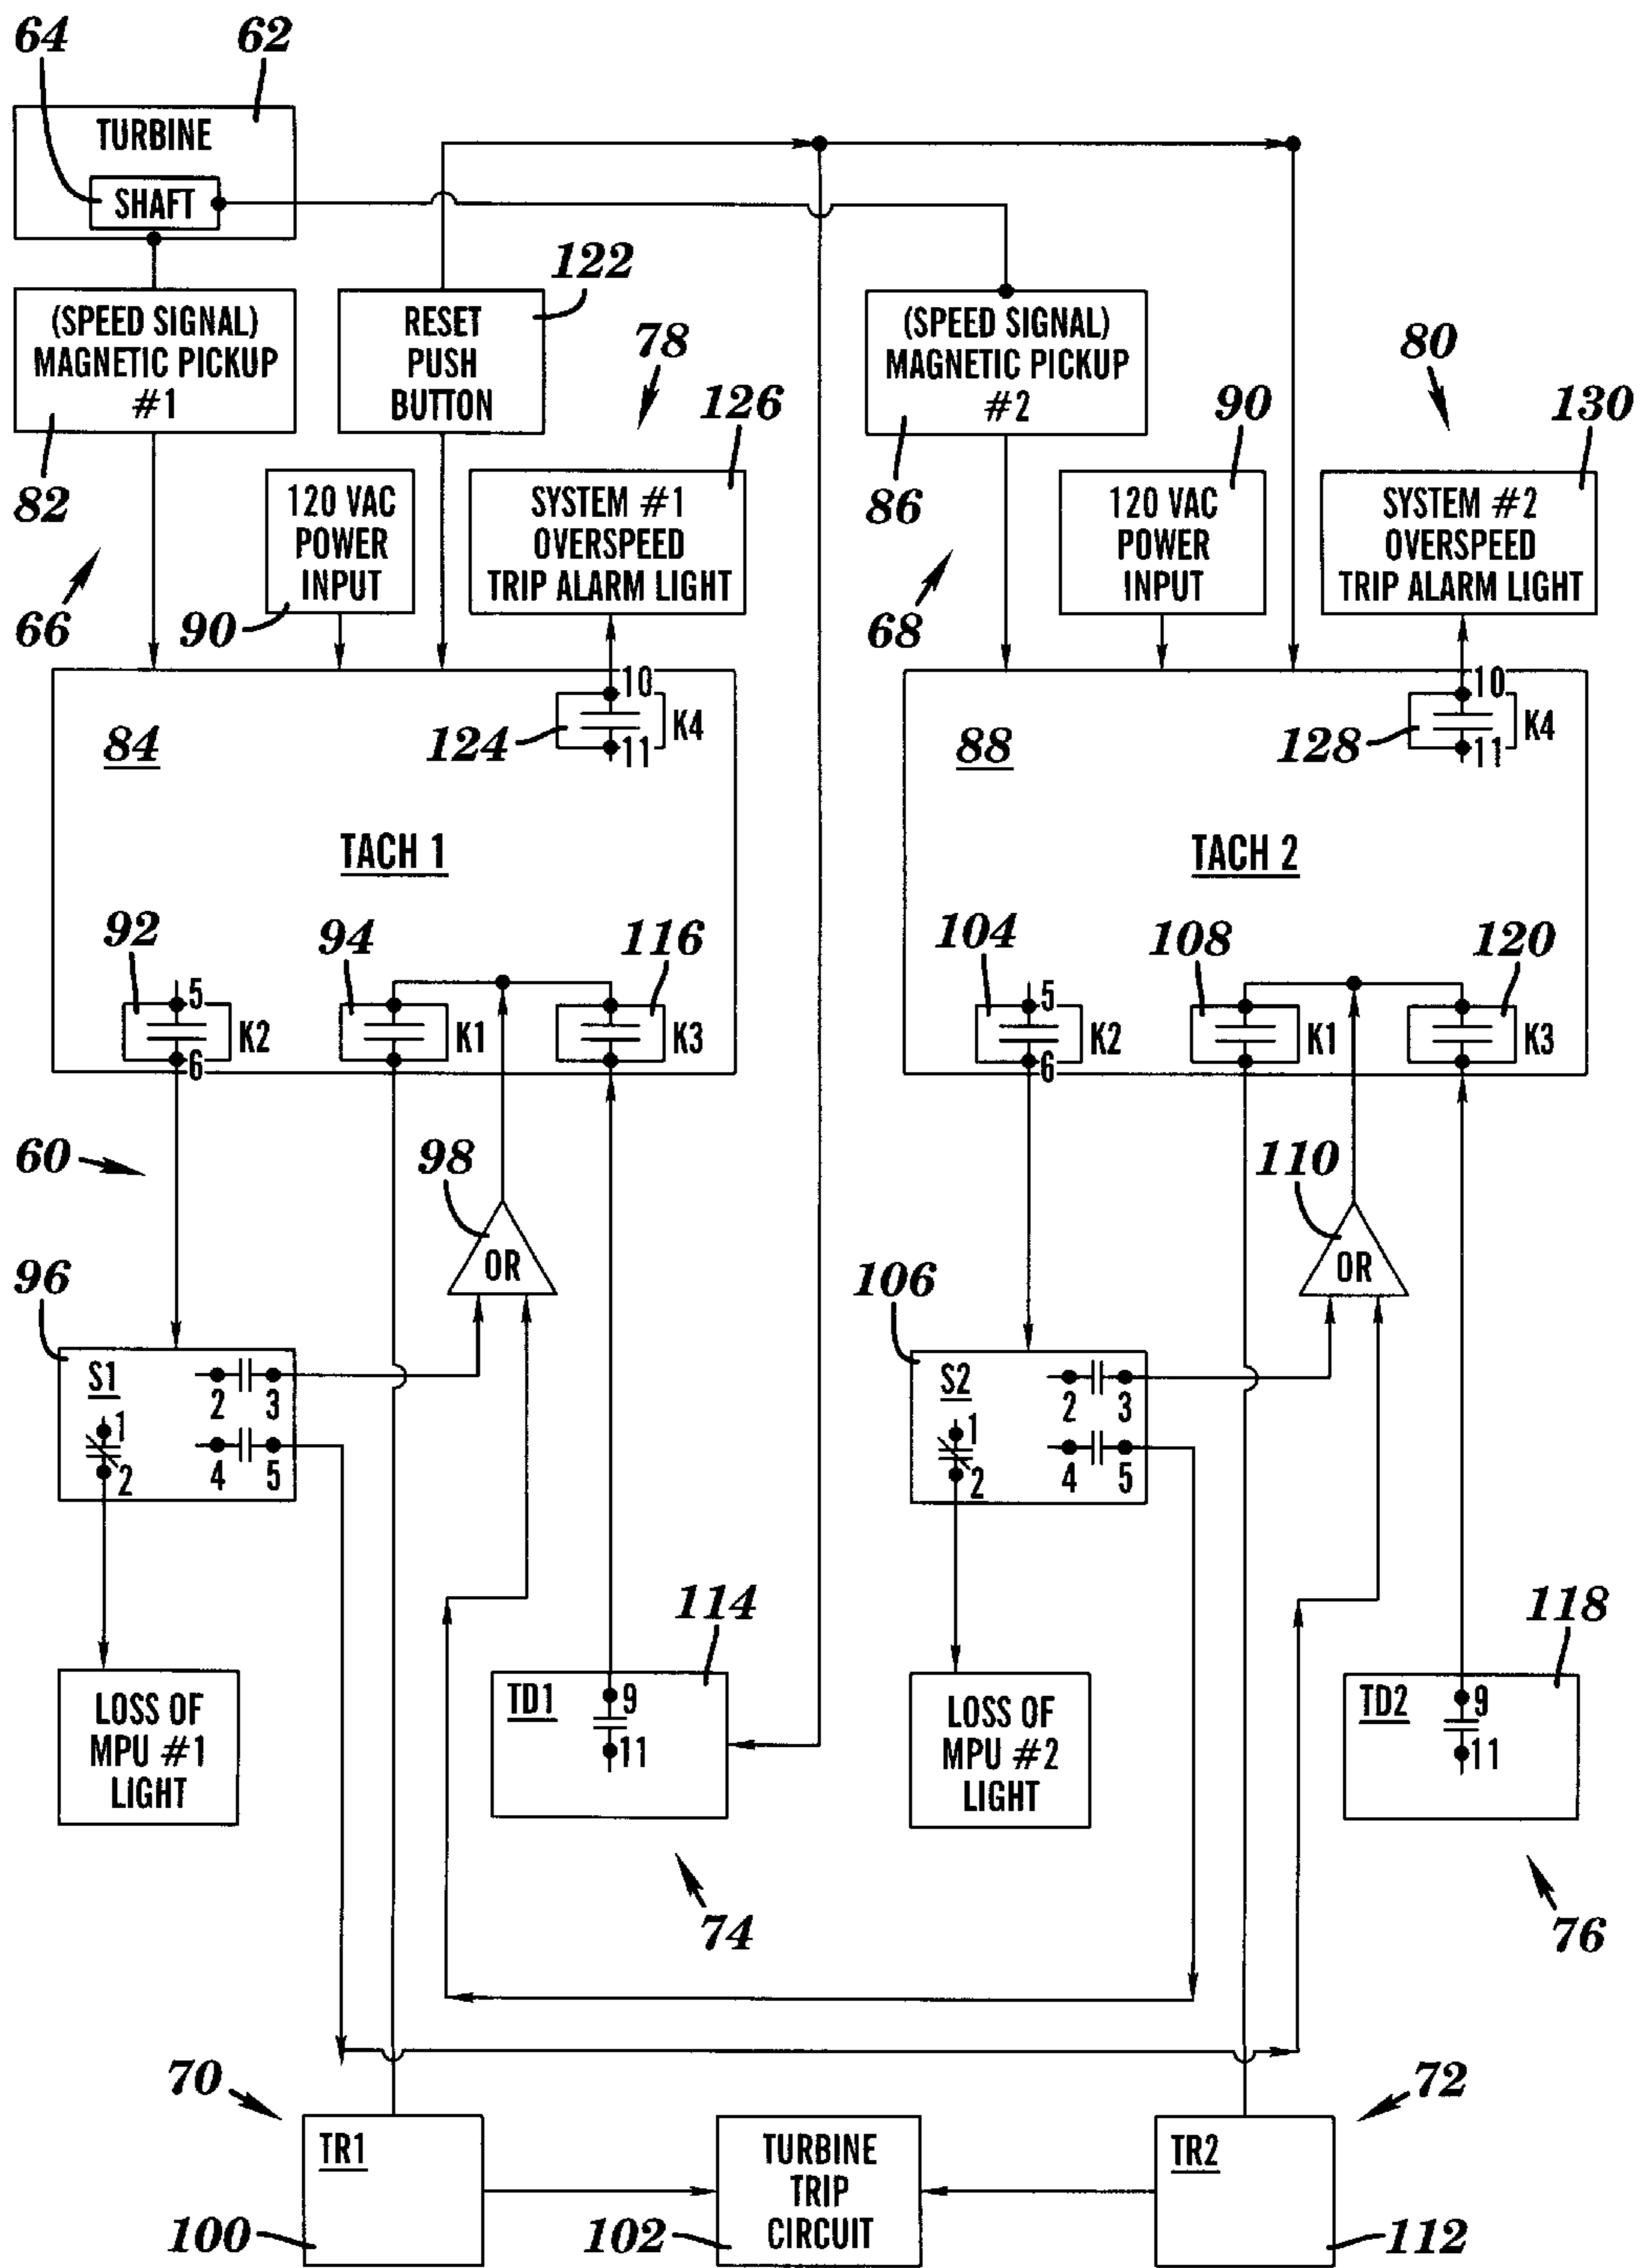 64
62
TURBINE
SHAFT
122
(SPEED SIGNAL)
MAGNETIC PICKUP
#1
RESET
PUSH
BUTTON
78
126
(SPEED SIGNAL)
MAGNETIC PICKUP
#2
90
80
130
82
120 VAC
POWER
INPUT
SYSTEM #1
OVERSPEED
TRIP ALARM LIGHT
86
120 VAC
POWER
INPUT
SYSTEM #2
OVERSPEED
TRIP ALARM LIGHT
66
90
68
84
124
10
11
K4
88
128
10
11
K4
TACH 1
TACH 2
92
94
116
104
108
120
5
6
K2
K1
K3
5
6
K2
K1
K3
60
98
110
OR
OR
96
106
S1
1
2
2
3
4
5
S2
1
2
2
3
4
5
114
118
LOSS OF
MPU #1
LIGHT
TD1
9
11
LOSS OF
MPU #2
LIGHT
TD2
9
11
74
76
70
72
TR1
TURBINE
TRIP
CIRCUIT
TR2
100
102
112